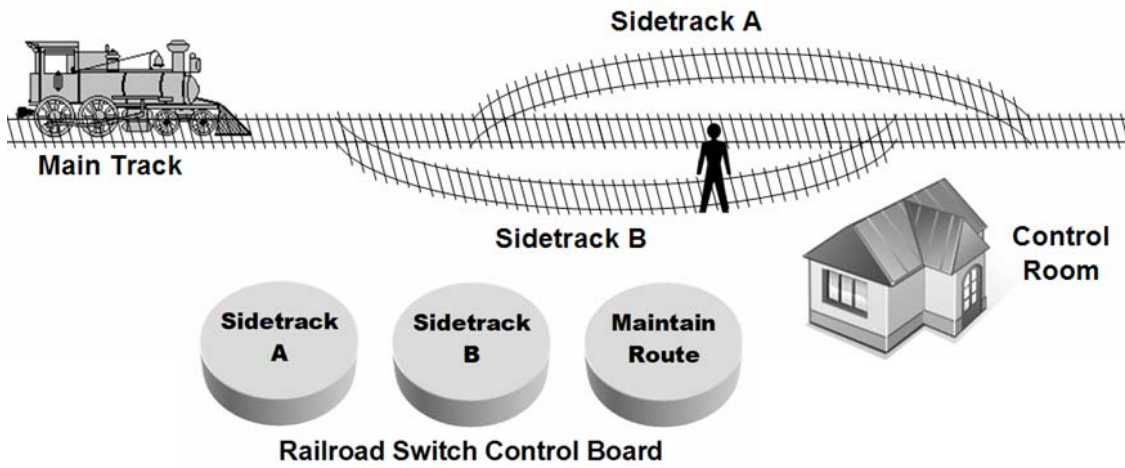 Sidetrack A
Main Track
Sidetrack B
Control
Room
Sidetrack
A
Sidetrack
B
Maintain
Route
Railroad Switch Control Board